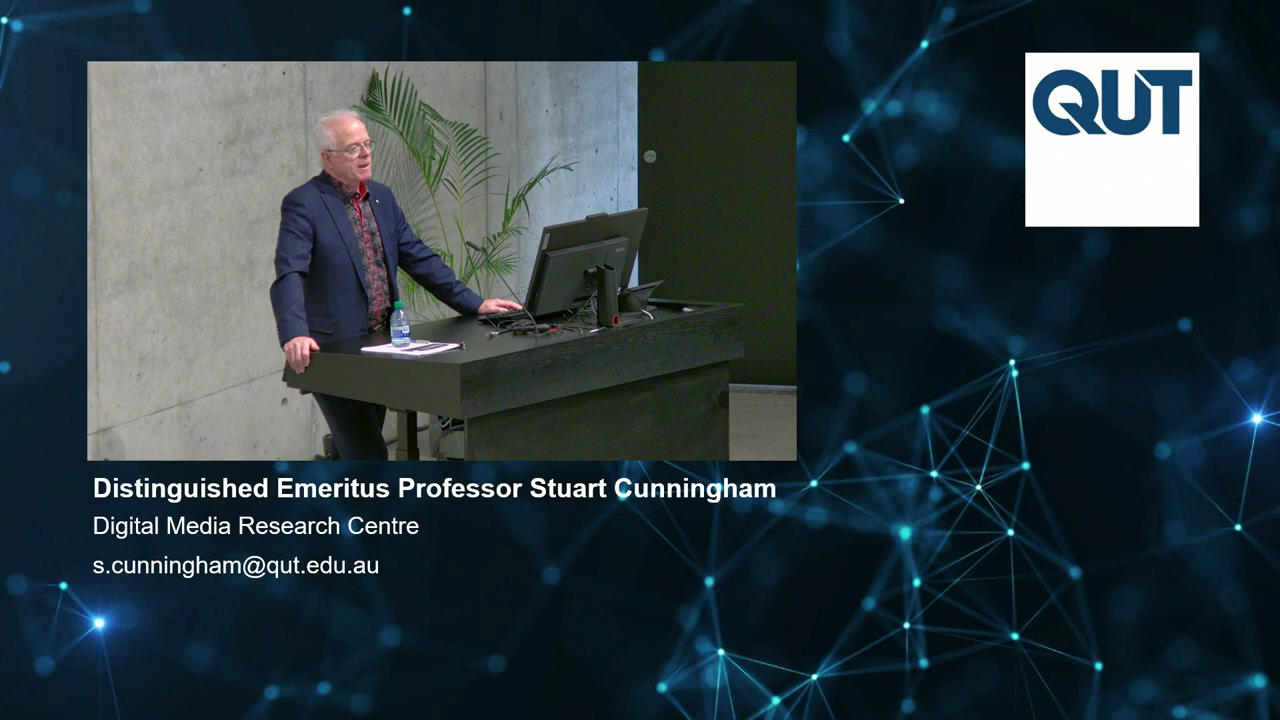 QUT
Distinguished Emeritus Professor Stuart Cunningham
Digital Media Research Centre
s.cunningham@qut.edu.au